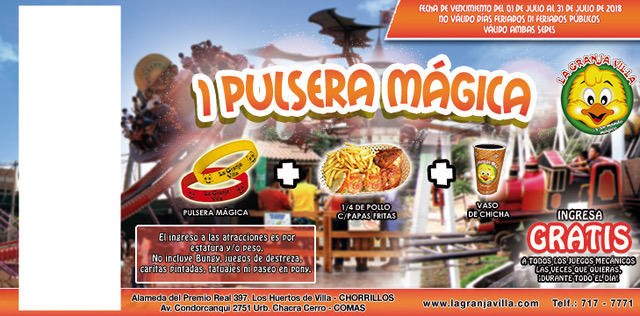 FECHA DE VENCIMIENTO DEL 01 DE JULIO AL 31 DE JULIO DE 2018
NO VÁLIDO DÍAS FERIADOS NI FERIADOS PÚBLICOS
VÁLIDO AMBAS SEDES
1 PULSERA MÁGICA
LA GRANJA VILLA
PULSERA MÁGICA
1/4 DE POLLO
C/PAPAS FRITAS
VASO
DE CHICHA
INGRESA
GRATIS
A TODOS LOS JUEGOS MECÁNICOS
LAS VECES QUE QUIERAS,
¡DURANTE TODO EL DÍA!
El ingreso a las atracciones es por
estatura y/o peso.
No incluye Bungy, juegos de destreza,
caritas pintadas, tatuajes ni paseo en pony.
Alameda del Premio Real 397. Los Huertos de Villa - CHORRILLOS
Av. Condorcanqui 2751 Urb. Chacra Cerro - COMAS
www.lagranjavilla.com
Telf.: 717 - 7771